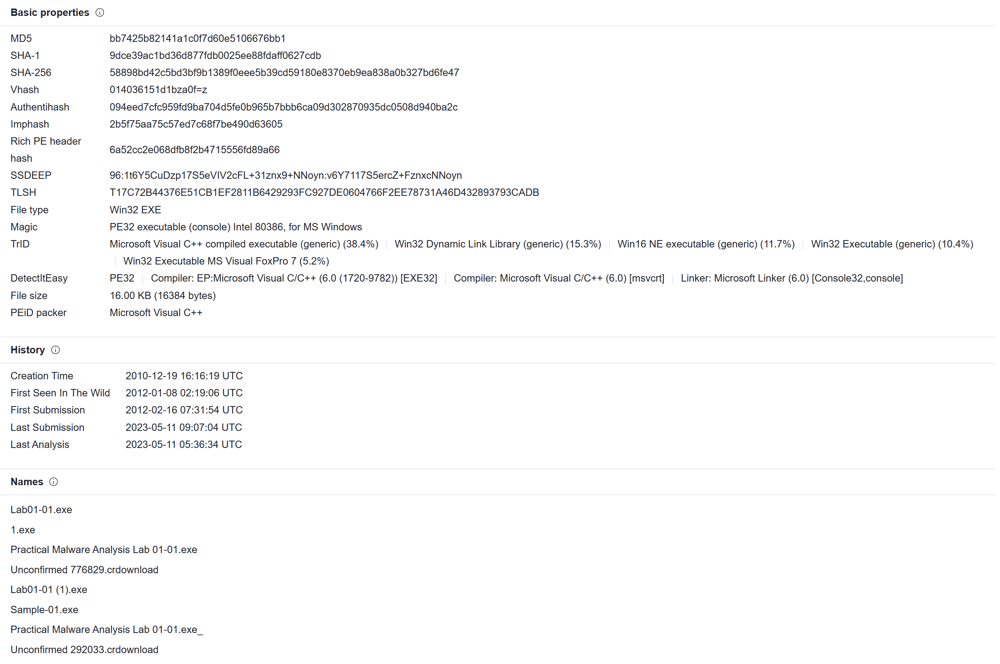 Basic properties
MD5 bb7425b82141a1c0f7d60e5106676bb1
SHA-1 9dce39ac1bd36d877fdb0025ee88fdaff0627cdb
SHA-256 58898bd42c5bd3bf9b1389f0eee5b39cd59180e8370eb9ea838a0b327bd6fe47
Vhash 014036151d1bza0f=z
Authentihash 094eed7cfc959fd9ba704d5fe0b965b7bbb6ca09d302870935dc0508d940ba2c
Imphash 2b5f75aa75c57ed7c68f7be490d63605
Rich PE header hash 6a52cc2e068dfb8f2b4715556fd89a66
SSDEEP 96:1t6Y5CuDzp17S5eVIV2cFL+31znx9+NNoyn:v6Y7117S5ercZ+FznxcNNoyn
TLSH T17C72B44376E51CB1EF2811B6429293FC927DE0604766F2EE78731A46D432893793CADB
File type Win32 EXE
Magic PE32 executable (console) Intel 80386, for MS Windows
TrID Microsoft Visual C++ compiled executable (generic) (38.4%) Win32 Dynamic Link Library (generic) (15.3%) Win16 NE executable (generic) (11.7%) Win32 Executable (generic) (10.4%)
Win32 Executable MS Visual FoxPro 7 (5.2%)
DetectItEasy PE32 Compiler: EP:Microsoft Visual C/C++ (6.0 (1720-9782)) [EXE32] Compiler: Microsoft Visual C/C++ (6.0) [msvcrt] Linker: Microsoft Linker (6.0) [Console32,console]
File size 16.00 KB (16384 bytes)
PEiD packer Microsoft Visual C++
History
Creation Time 2010-12-19 16:16:19 UTC
First Seen In The Wild 2012-01-08 02:19:06 UTC
First Submission 2012-02-16 07:31:54 UTC
Last Submission 2023-05-11 09:07:04 UTC
Last Analysis 2023-05-11 05:36:34 UTC
Names
Lab01-01.exe
1.exe
Practical Malware Analysis Lab 01-01.exe
Unconfirmed 776829.crdownload
Lab01-01 (1).exe
Sample-01.exe
Practical Malware Analysis Lab 01-01.exe_
Unconfirmed 292033.crdownload